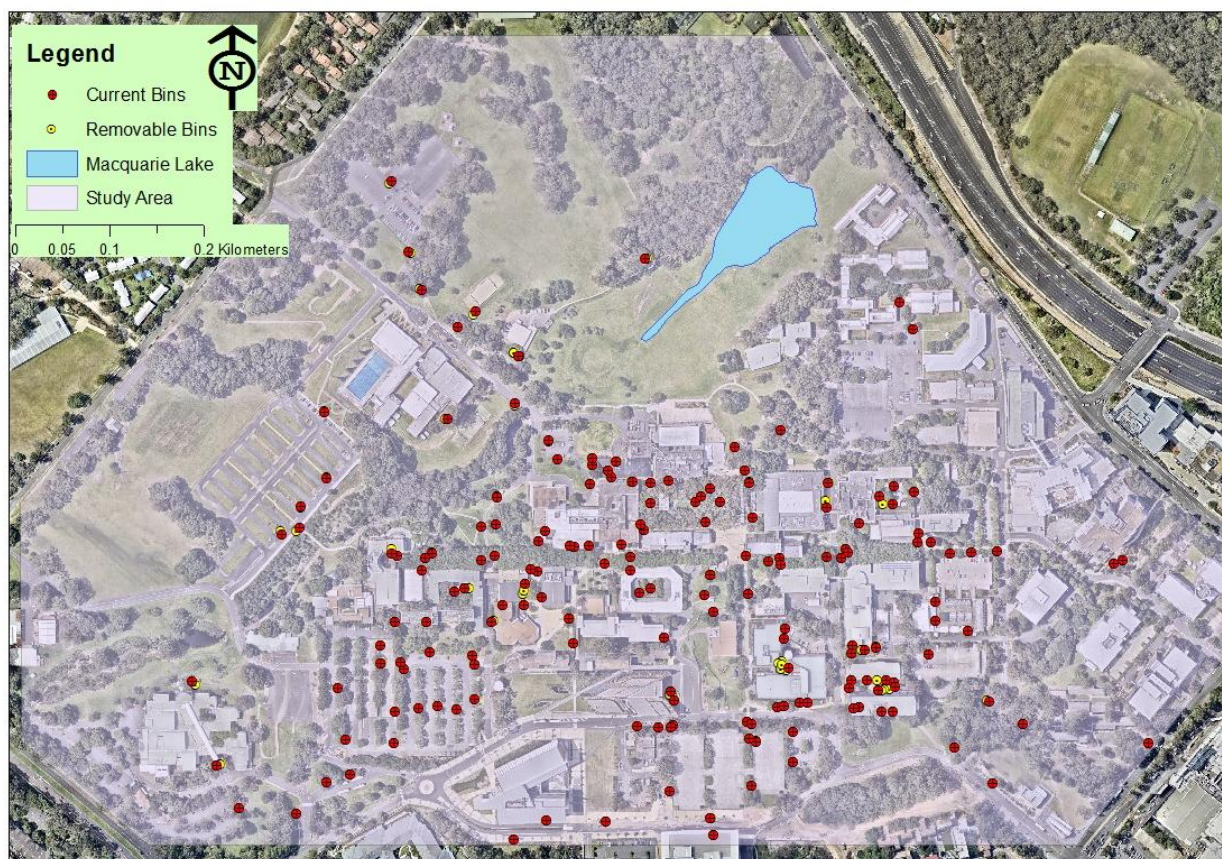 Legend
N
Current Bins
Removable Bins
Macquarie Lake
Study Area
0 0.05 0.1 0.2 Kilometers